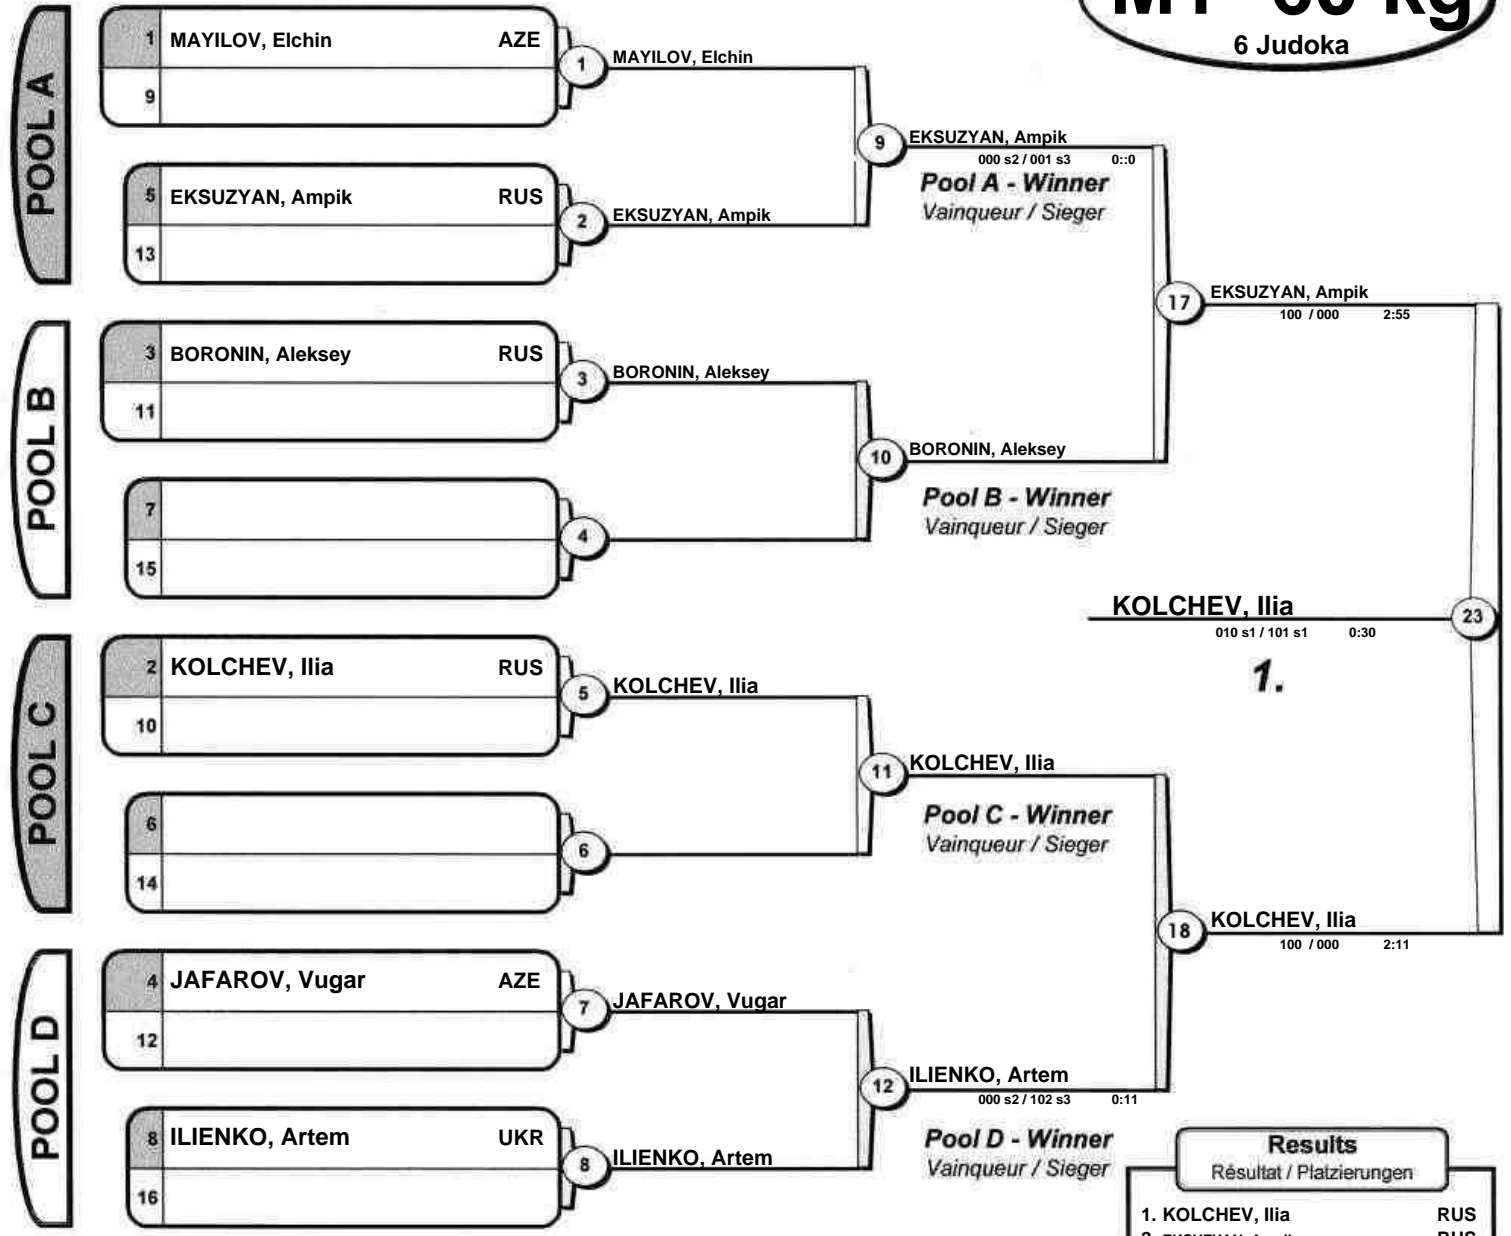 M1 -60 kg
6 Judoka
POOL A
1 MAYILOV, Elchin AZE
9
1 MAYILOV, Elchin
5 EKSUZYAN, Ampik RUS
13
2 EKSUZYAN, Ampik
9 EKSUZYAN, Ampik
000 s2 / 001 s3 0::0
Pool A - Winner
Vainqueur / Sieger
17 EKSUZYAN, Ampik
100 / 000 2:55
POOL B
3 BORONIN, Aleksey RUS
11
3 BORONIN, Aleksey
7
15
4
10 BORONIN, Aleksey
Pool B - Winner
Vainqueur / Sieger
KOLCHEV, Ilia 23
010 s1 / 101 s1 0:30
1.
POOL C
2 KOLCHEV, Ilia RUS
10
5 KOLCHEV, Ilia
6
14
6
11 KOLCHEV, Ilia
Pool C - Winner
Vainqueur / Sieger
18 KOLCHEV, Ilia
100 / 000 2:11
POOL D
4 JAFAROV, Vugar AZE
12
7 JAFAROV, Vugar
8 ILIENKO, Artem UKR
16
8 ILIENKO, Artem
12 ILIENKO, Artem
000 s2 / 102 s3 0:11
Pool D - Winner
Vainqueur / Sieger
Results
Résultat / Platzierungen
1. KOLCHEV, Ilia RUS